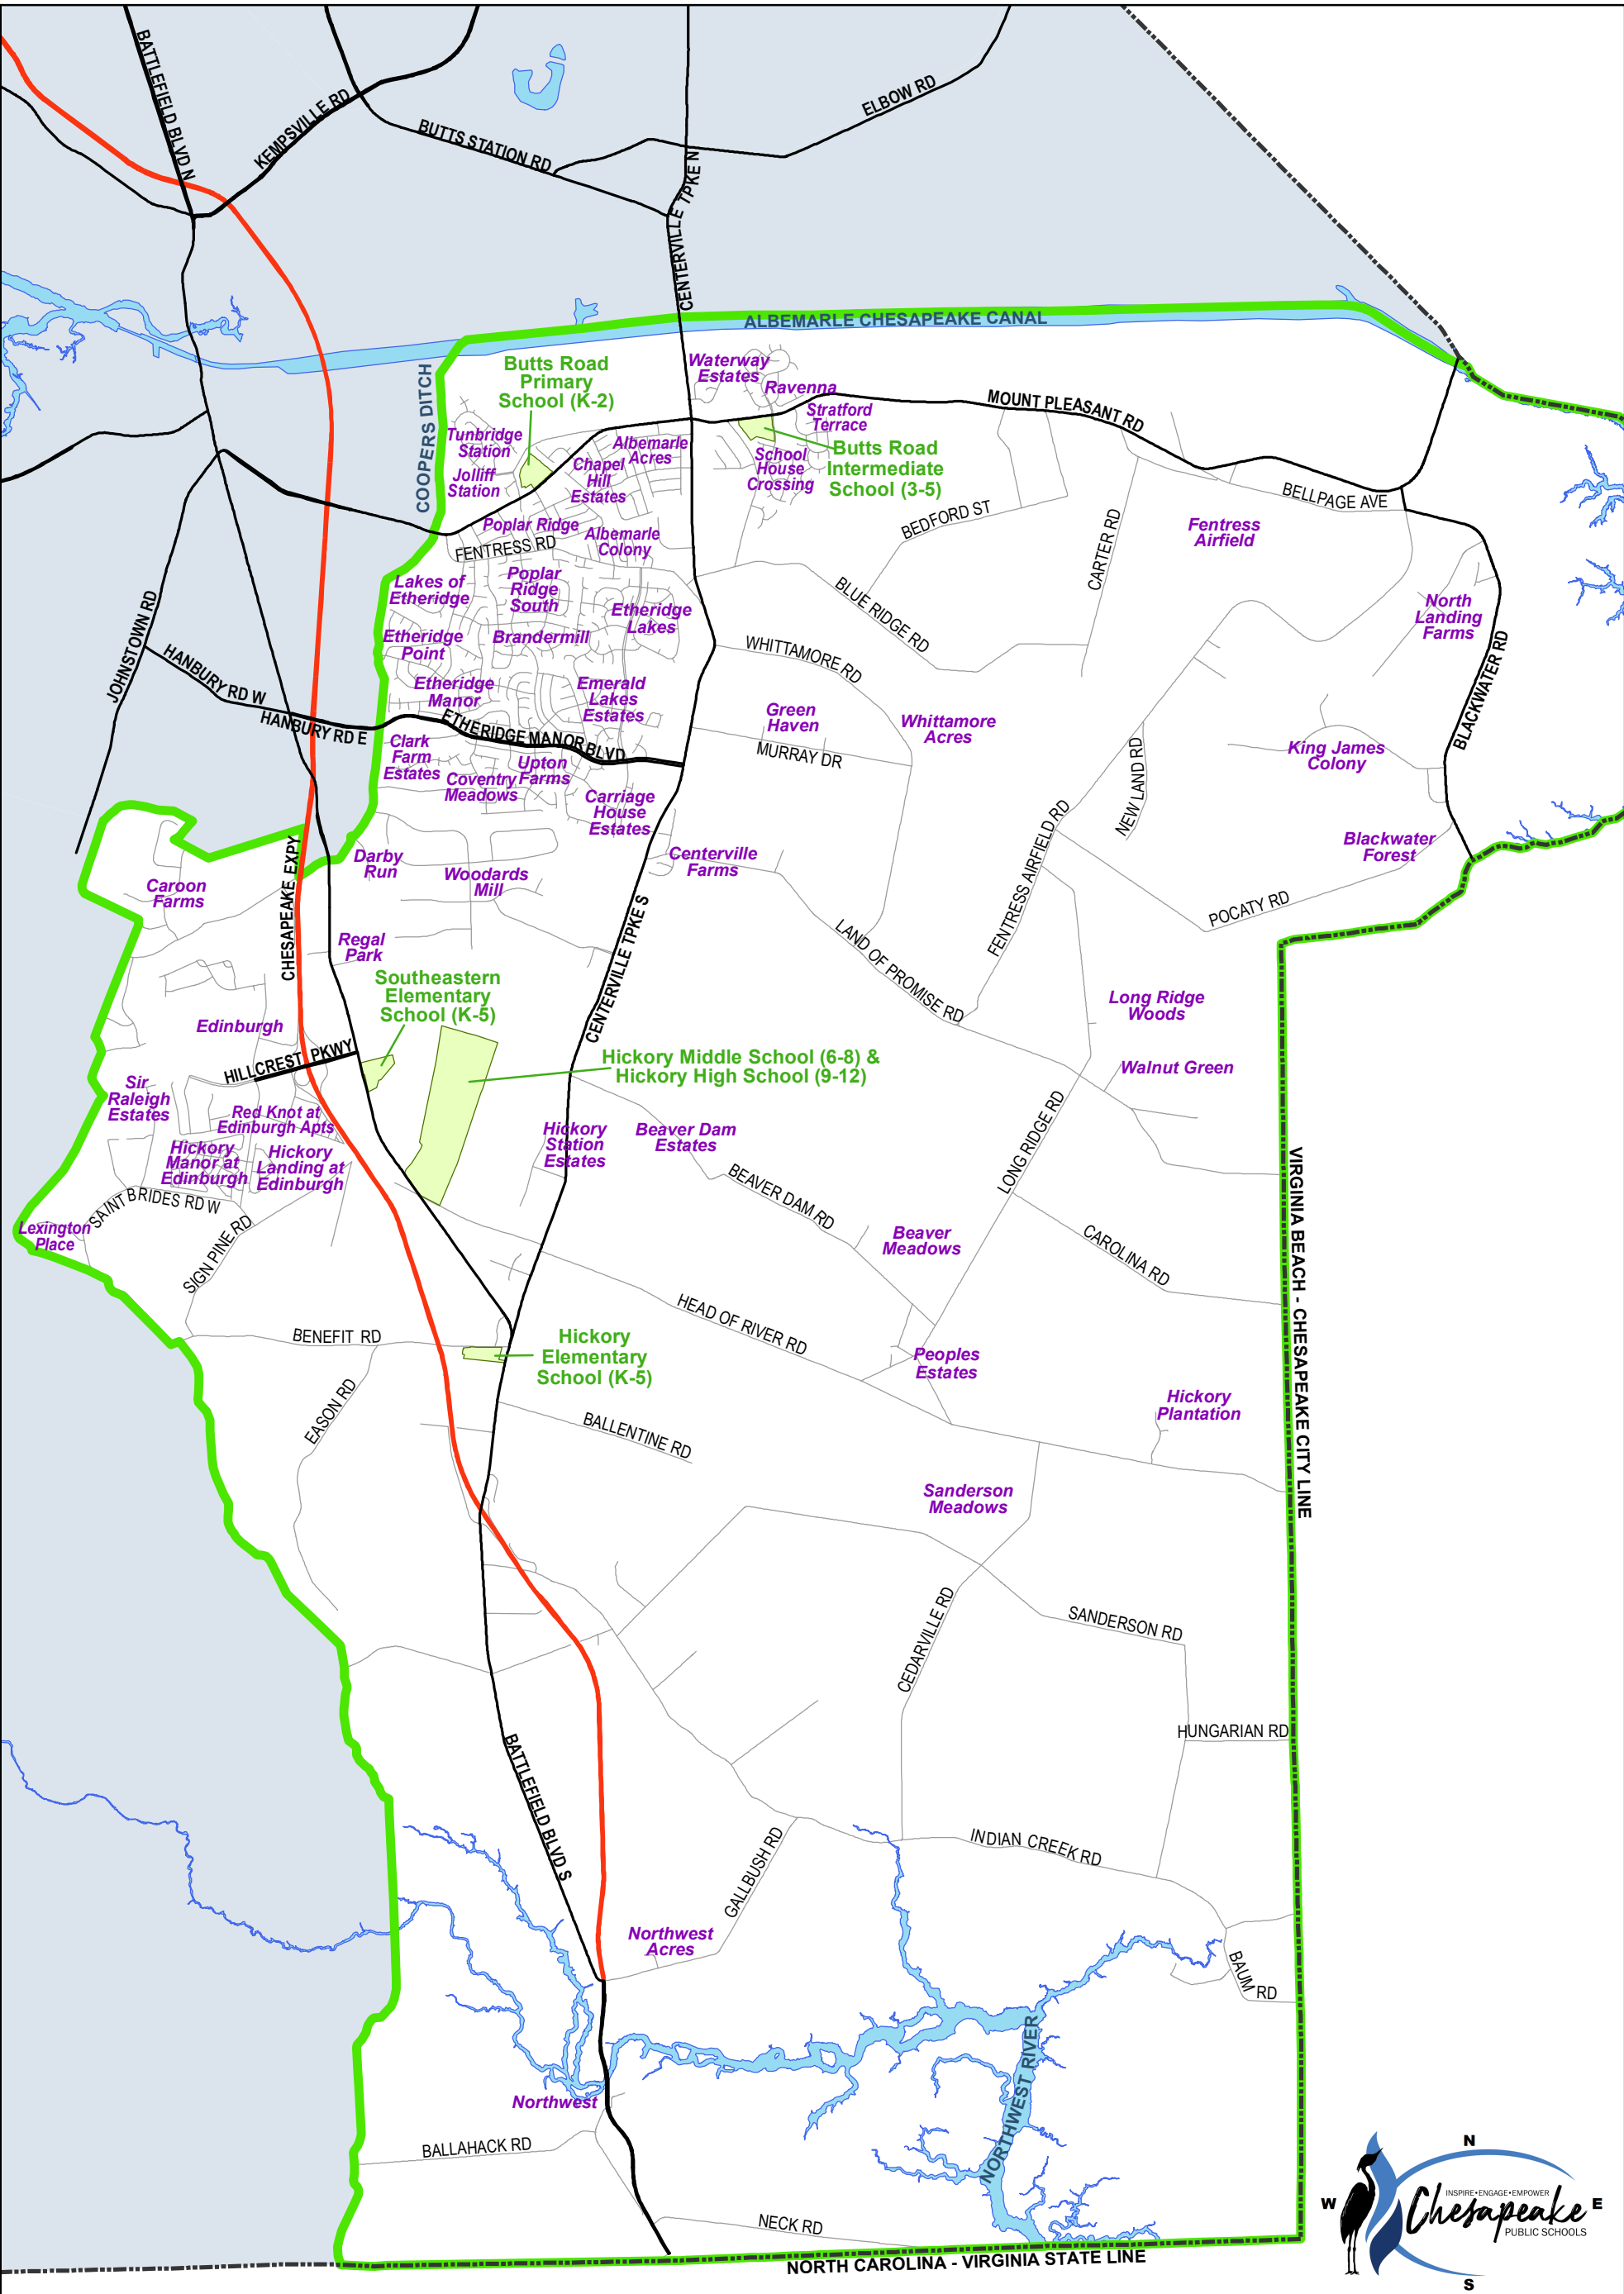 BATTLEFIELD BLVD N
KEMPSVILLE RD
BUTTS STATION RD
ELBOW RD
CENTERVILLE TPKE N
ALBEMARLE CHESAPEAKE CANAL
COOPERS DITCH
Butts Road
Primary
School (K-2)
Waterway
Estates
Ravenna
MOUNT PLEASANT RD
Stratford
Terrace
Tunbridge
Station
Albemarle
Acres
Jolliff
Station
Chapel
Hill
Estates
School
House
Crossing
Butts Road
Intermediate
School (3-5)
BELLPAGE AVE
BEDFORD ST
Poplar Ridge
Albemarle
Colony
FENTRESS RD
CARTER RD
Fentress
Airfield
Lakes of
Etheridge
Poplar
Ridge
South
Etheridge
Lakes
BLUE RIDGE RD
North
Landing
Farms
JOHNSTOWN RD
Etheridge
Point
Brandermill
WHITTAMORE RD
BLACKWATER RD
HANBURY RD W
HANBURY RD E
Etheridge
Manor
Emerald
Lakes
Estates
ETHERIDGE MANOR BLVD
Green
Haven
Whittamore
Acres
MURRAY DR
NEW LAND RD
King James
Colony
Clark
Farm
Estates
Upton
Farms
Coventry
Meadows
Carriage
House
Estates
FENTRESS AIRFIELD RD
Blackwater
Forest
Darby
Run
Woodards
Mill
Centerville
Farms
Caroon
Farms
CHESAPEAKE EXPY
POCATY RD
CENTERVILLE TPKE S
LAND OF PROMISE RD
Regal
Park
Southeastern
Elementary
School (K-5)
Long Ridge
Woods
Edinburgh
HILLCREST PKWY
Hickory Middle School (6-8) &
Hickory High School (9-12)
Walnut Green
Sir
Raleigh
Estates
Red Knot at
Edinburgh Apts
Hickory
Manor at
Edinburgh
Hickory
Landing at
Edinburgh
Hickory
Station
Estates
Beaver Dam
Estates
LONG RIDGE RD
BEAVER DAM RD
SAINT BRIDES RD W
Lexington
Place
SIGN PINE RD
Beaver
Meadows
CAROLINA RD
VIRGINIA BEACH - CHESAPEAKE CITY LINE
BENEFIT RD
HEAD OF RIVER RD
Hickory
Elementary
School (K-5)
Peoples
Estates
EASON RD
Hickory
Plantation
BALLENTINE RD
Sanderson
Meadows
CEDARVILLE RD
SANDERSON RD
HUNGARIAN RD
BATTLEFIELD BLVD S
GALLBUSH RD
INDIAN CREEK RD
Northwest
Acres
BAUM RD
NORTHWEST RIVER
Northwest
BALLAHACK RD
NECK RD
NORTH CAROLINA - VIRGINIA STATE LINE
N
W
E
S
INSPIRE•ENGAGE•EMPOWER
Chesapeake
PUBLIC SCHOOLS